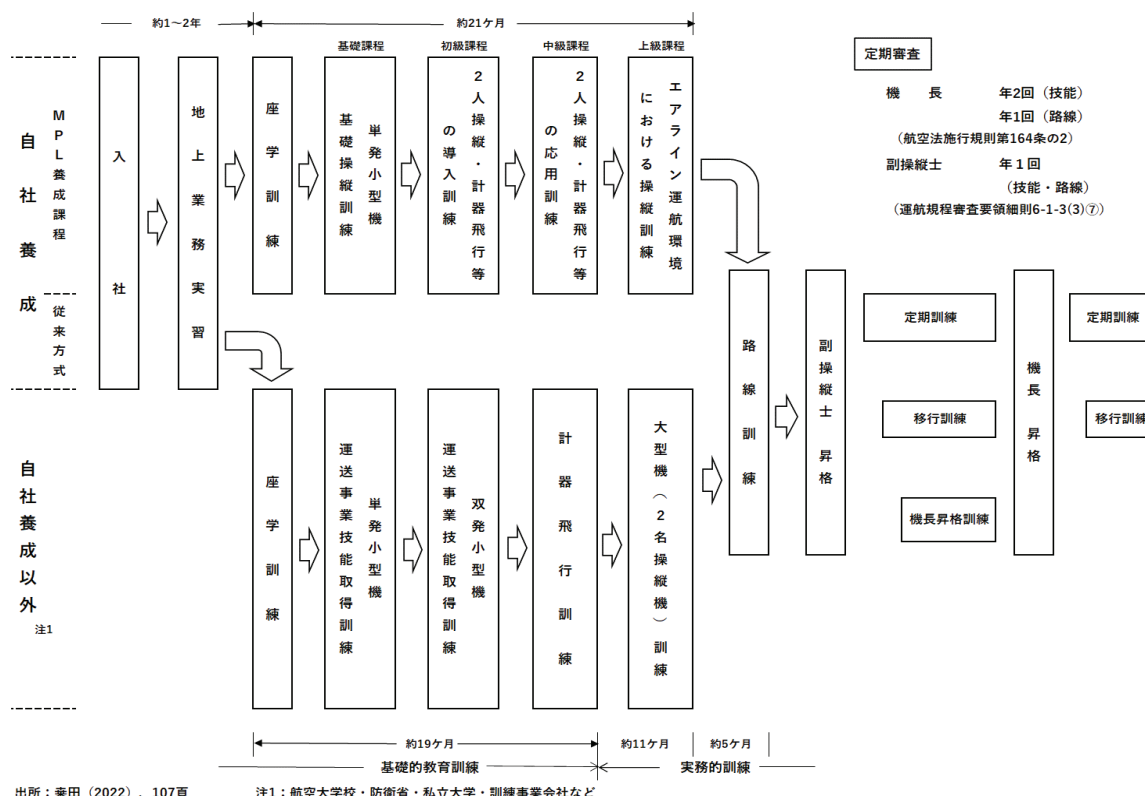 約1～2年
約21ケ月
基礎課程
初級課程
中級課程
上級課程
自社養成
MPL養成課程
従来方式
入社
地上業務実習
座学訓練
単発小型機
基礎操縦訓練
2人操縦・計器飛行等
の導入訓練
2人操縦・計器飛行等
の応用訓練
エアライン運航環境
における操縦訓練
定期審査
機　長　年2回（技能）
年1回（路線）
（航空法施行規則第164条の2）
副操縦士　年１回
（技能・路線）
（運航規程審査要領細則6-1-3(3)⑦）
自社養成以外
注1
座学訓練
単発小型機
運送事業技能取得訓練
双発小型機
運送事業技能取得訓練
計器飛行訓練
大型機（２名操縦機）訓練
路線訓練
副操縦士　昇格
定期訓練
移行訓練
機長昇格訓練
機長　昇格
定期訓練
移行訓練
約19ケ月
約11ケ月
約5ケ月
基礎的教育訓練
実務的訓練
（2022）、107頁
注1：航空大学校・防衛省・私立大学・訓練事業会社など